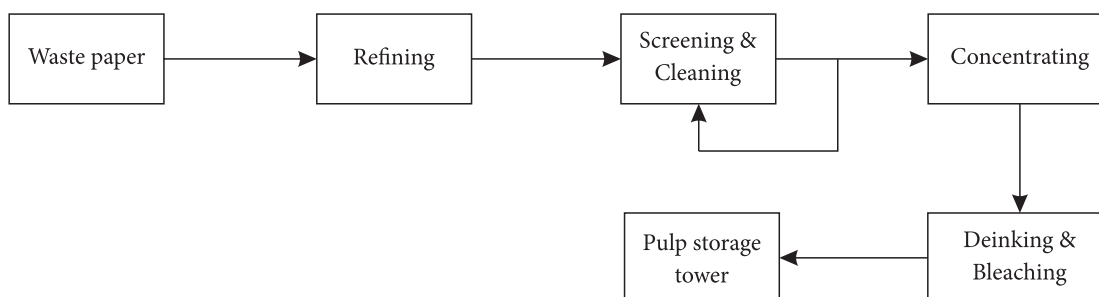 Waste paper
Refining
Screening &
Cleaning
Concentrating
Deinking &
Bleaching
Pulp storage
tower